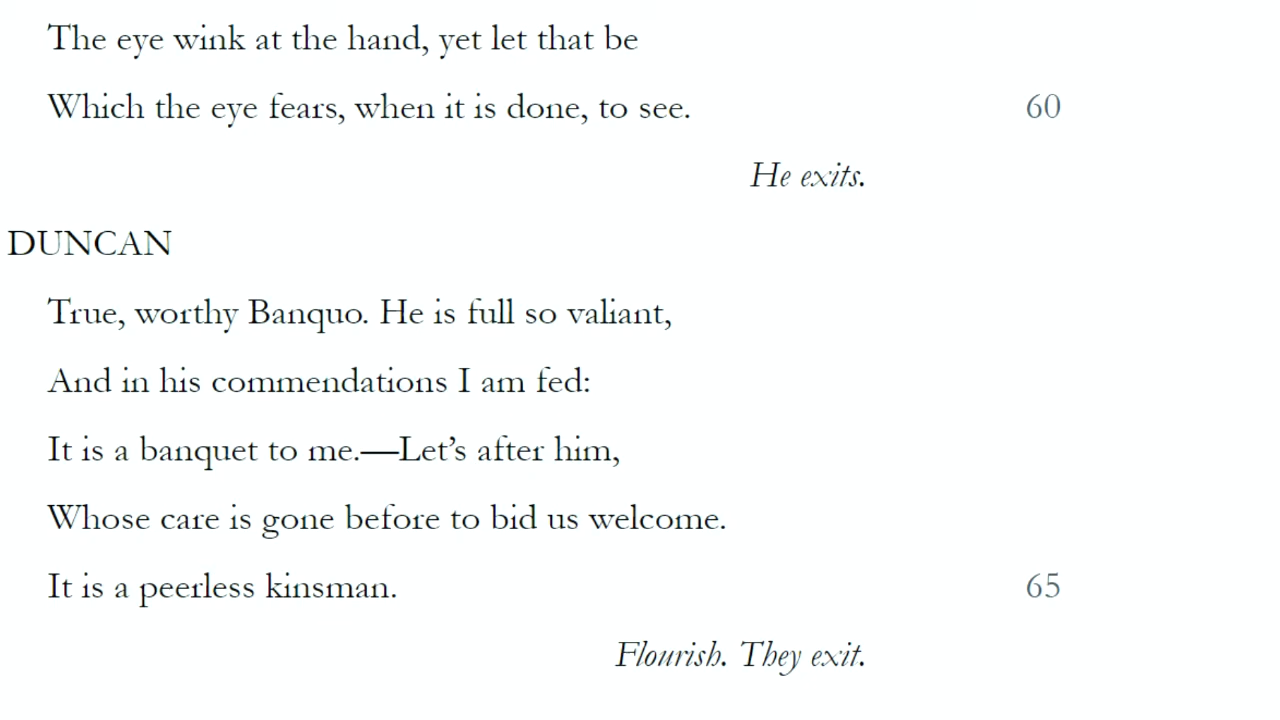 The eye wink at the hand, yet let that be
Which the eye fears, when it is done, to see. 60
He exits.
DUNCAN
True, worthy Banquo. He is full so valiant,
And in his commendations I am fed:
It is a banquet to me.—Let’s after him,
Whose care is gone before to bid us welcome.
It is a peerless kinsman. 65
Flourish. They exit.